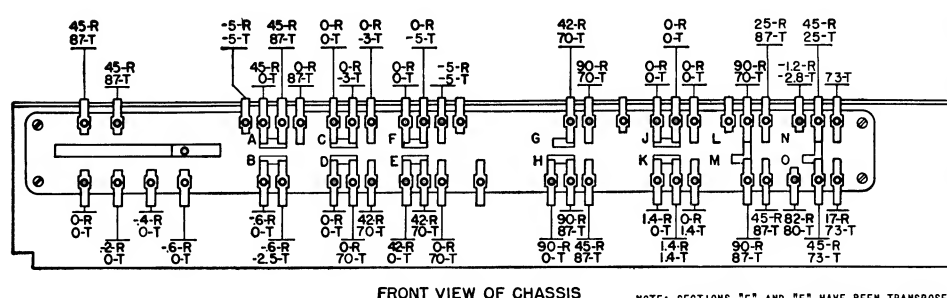 45-R -5-R 45-R 0-R 0-R 0-R 42-R 0-R 25-R 45-R
87-T -5-T 87-T 0-T -3-T -5-T 70-T 0-T 87-T 25-T
45-R 45-R 0-R 0-R 0-R -5-R 90-R 0-R 0-R 90-R -1.2-R 73-T
87-T 0-T 87-T -3-T 0-T -5-T 70-T 0-T 0-T 70-T -2.8-T
A C F G J L N
B D E H K M O
0-R -.4-R -.6-R 0-R 42-R 42-R 90-R 1.4-R 0-R 45-R 82-R 17-R
0-T 0-T 0-T 0-T 70-T 70-T 87-T 0-T 1.4-T 87-T 80-T 73-T
-.2-R -.6-R -.6-R 0-R 42-R 0-R 90-R 45-R 1.4-R 90-R 45-R
0-T 0-T -2.5-T 70-T 0-T 70-T 0-T 87-T 1.4-T 87-T 73-T
FRONT VIEW OF CHASSIS
NOTE: SECTIONS "E" AND "F" HAVE BEEN